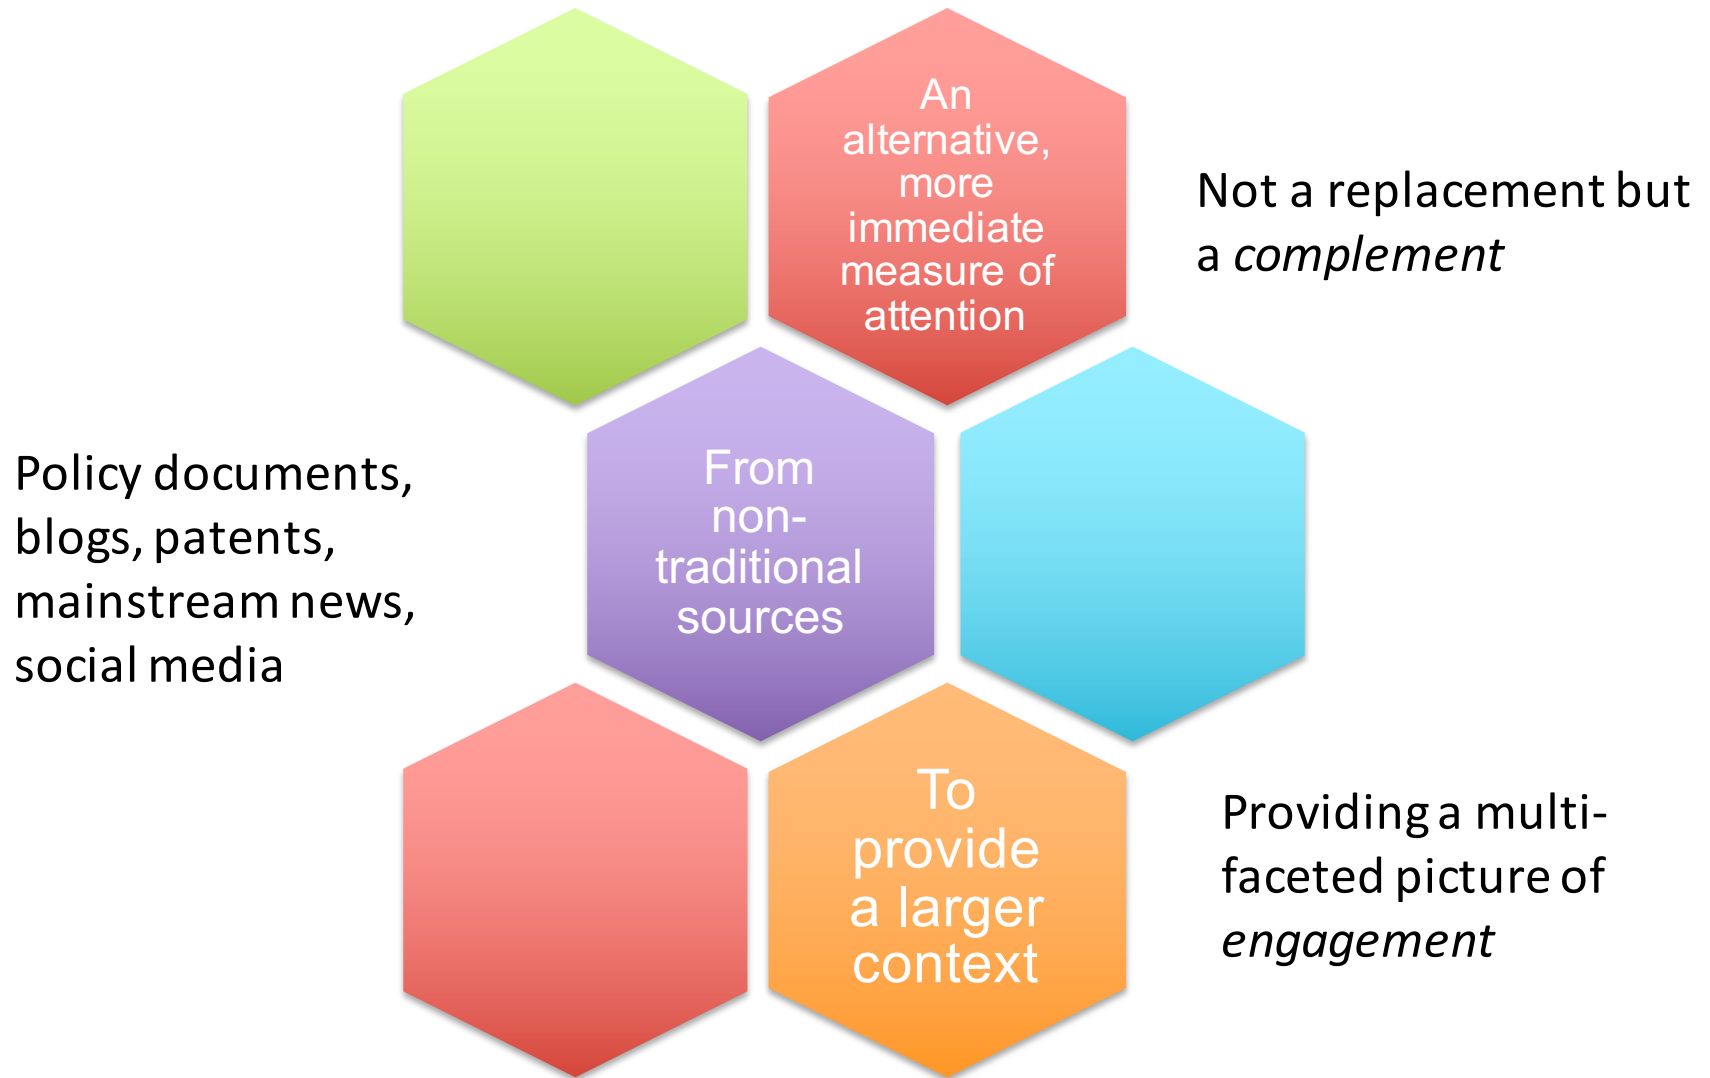 An
alternative,
more
immediate
measure of
attention
Not a replacement but
a complement
Policy documents,
blogs, patents,
mainstream news,
social media
From
non-
traditional
sources
To
provide
a larger
context
Providing a multi-
faceted picture of
engagement